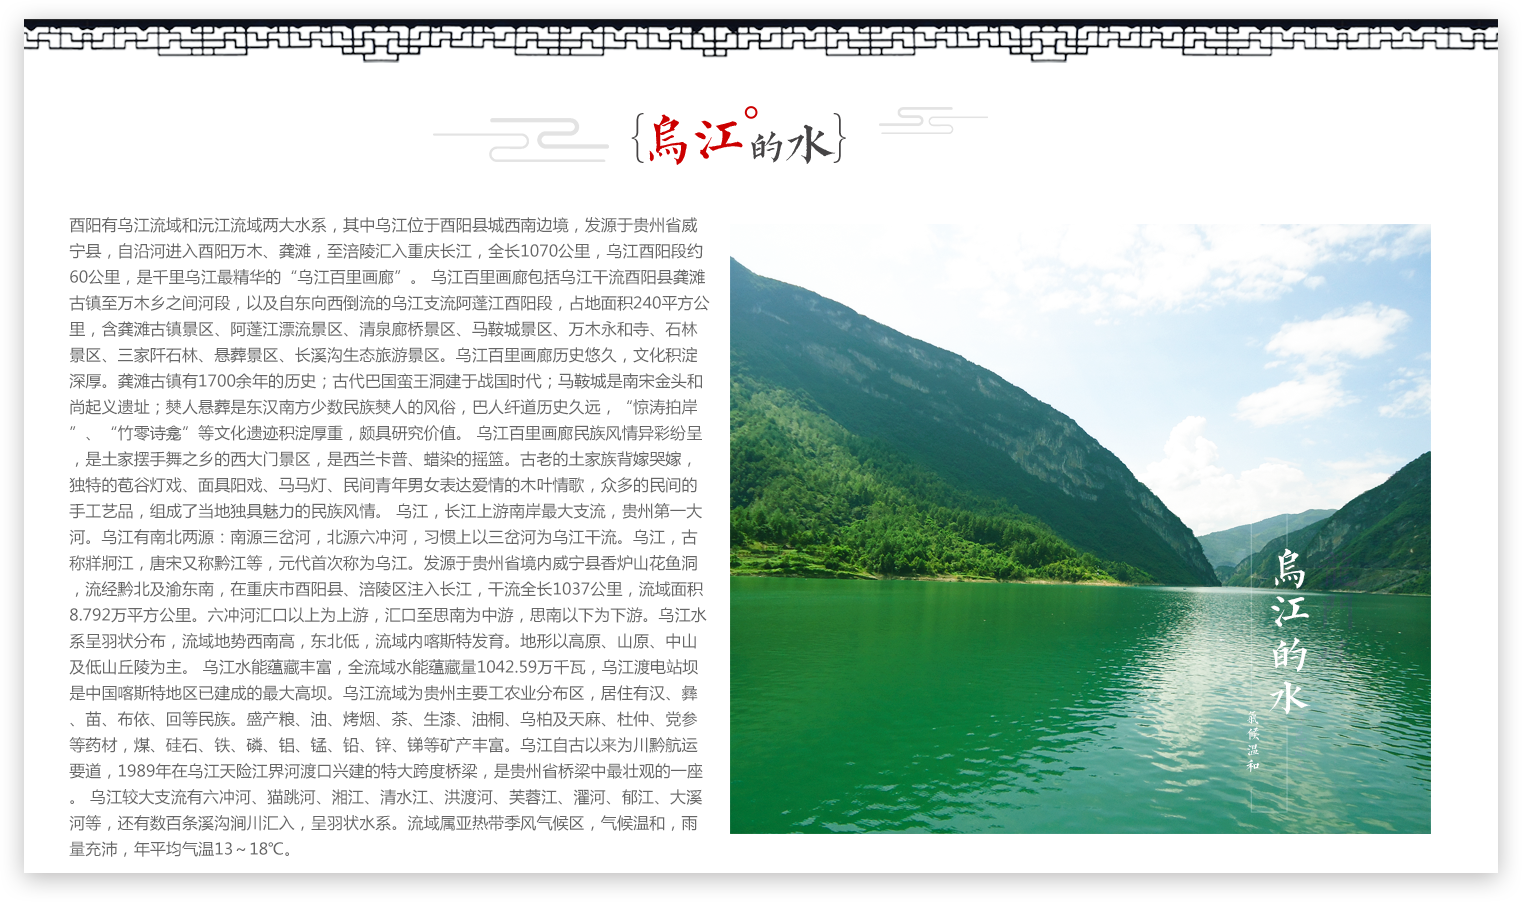 烏江的水
酉阳有乌江流域和沅江流域两大水系，其中乌江位于酉阳县城西南边境，发源于贵州省威
宁县，自沿河进入酉阳万木、龚滩，至涪陵汇入重庆长江，全长1070公里，乌江酉阳段约
60公里，是千里乌江最精华的“乌江百里画廊”。 乌江百里画廊包括乌江干流酉阳县龚滩
古镇至万木乡之间河段，以及自东向西倒流的乌江支流阿蓬江酉阳段，占地面积240平方公
里，含龚滩古镇景区、阿蓬江漂流景区、清泉廊桥景区、马鞍城景区、万木永和寺、石林
景区、三家阡石林、悬葬景区、长溪沟生态旅游景区。乌江百里画廊历史悠久，文化积淀
深厚。龚滩古镇有1700余年的历史；古代巴国蛮王洞建于战国时代；马鞍城是南宋金头和
尚起义遗址；僰人悬葬是东汉南方少数民族僰人的风俗，巴人纤道历史久远，“惊涛拍岸
”、“竹零诗龛”等文化遗迹积淀厚重，颇具研究价值。 乌江百里画廊民族风情异彩纷呈
，是土家摆手舞之乡的西大门景区，是西兰卡普、蜡染的摇篮。古老的土家族背嫁哭嫁，
独特的苞谷灯戏、面具阳戏、马马灯、民间青年男女表达爱情的木叶情歌，众多的民间的
手工艺品，组成了当地独具魅力的民族风情。 乌江，长江上游南岸最大支流，贵州第一大
河。乌江有南北两源：南源三岔河，北源六冲河，习惯上以三岔河为乌江干流。乌江，古
称牂牁江，唐宋又称黔江等，元代首次称为乌江。发源于贵州省境内威宁县香炉山花鱼洞
，流经黔北及渝东南，在重庆市酉阳县、涪陵区注入长江，干流全长1037公里，流域面积
8.792万平方公里。六冲河汇口以上为上游，汇口至思南为中游，思南以下为下游。乌江水
系呈羽状分布，流域地势西南高，东北低，流域内喀斯特发育。地形以高原、山原、中山
及低山丘陵为主。 乌江水能蕴藏丰富，全流域水能蕴藏量1042.59万千瓦，乌江渡电站坝
是中国喀斯特地区已建成的最大高坝。乌江流域为贵州主要工农业分布区，居住有汉、彝
、苗、布依、回等民族。盛产粮、油、烤烟、茶、生漆、油桐、乌柏及天麻、杜仲、党参
等药材，煤、硅石、铁、磷、铝、锰、铅、锌、锑等矿产丰富。乌江自古以来为川黔航运
要道，1989年在乌江天险江界河渡口兴建的特大跨度桥梁，是贵州省桥梁中最壮观的一座
。 乌江较大支流有六冲河、猫跳河、湘江、清水江、洪渡河、芙蓉江、濯河、郁江、大溪
河等，还有数百条溪沟涧川汇入，呈羽状水系。流域属亚热带季风气候区，气候温和，雨
量充沛，年平均气温13～18℃。
烏江的水
氣候温和